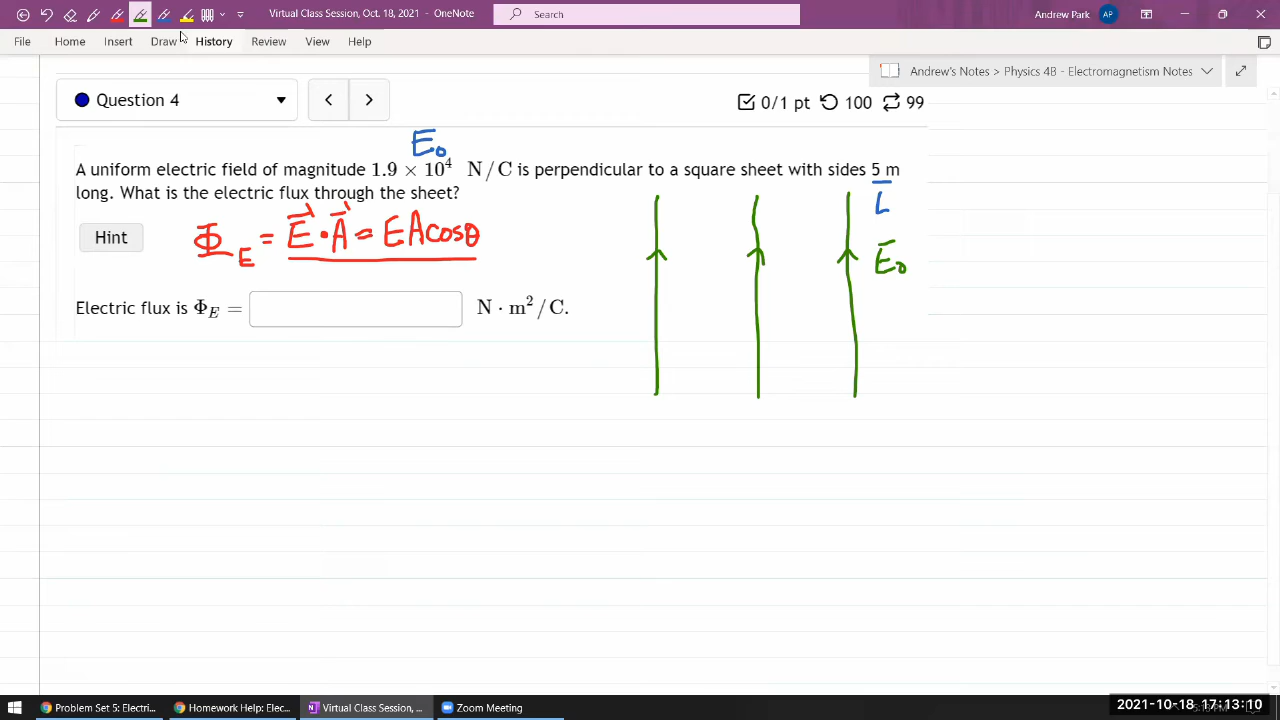 Virtual Class Session, Oct. 18, 2021 - OneNote
Search
Andrew Park
AP
File Home Insert Draw History Review View Help
Andrew's Notes > Physics 4B - Electromagnetism Notes
Question 4
0/1 pt 100 99
E₀
A uniform electric field of magnitude 1.9 × 10⁴ N/C is perpendicular to a square sheet with sides 5 m
long. What is the electric flux through the sheet?
L
Hint
Φ_E = E⃗ • A⃗ = EAcosθ
E⃗₀
Electric flux is Φ_E = N · m²/C.
Problem Set 5: Electri...
Homework Help: Elec...
Virtual Class Session, ...
Zoom Meeting
2021-10-18 17:13:10